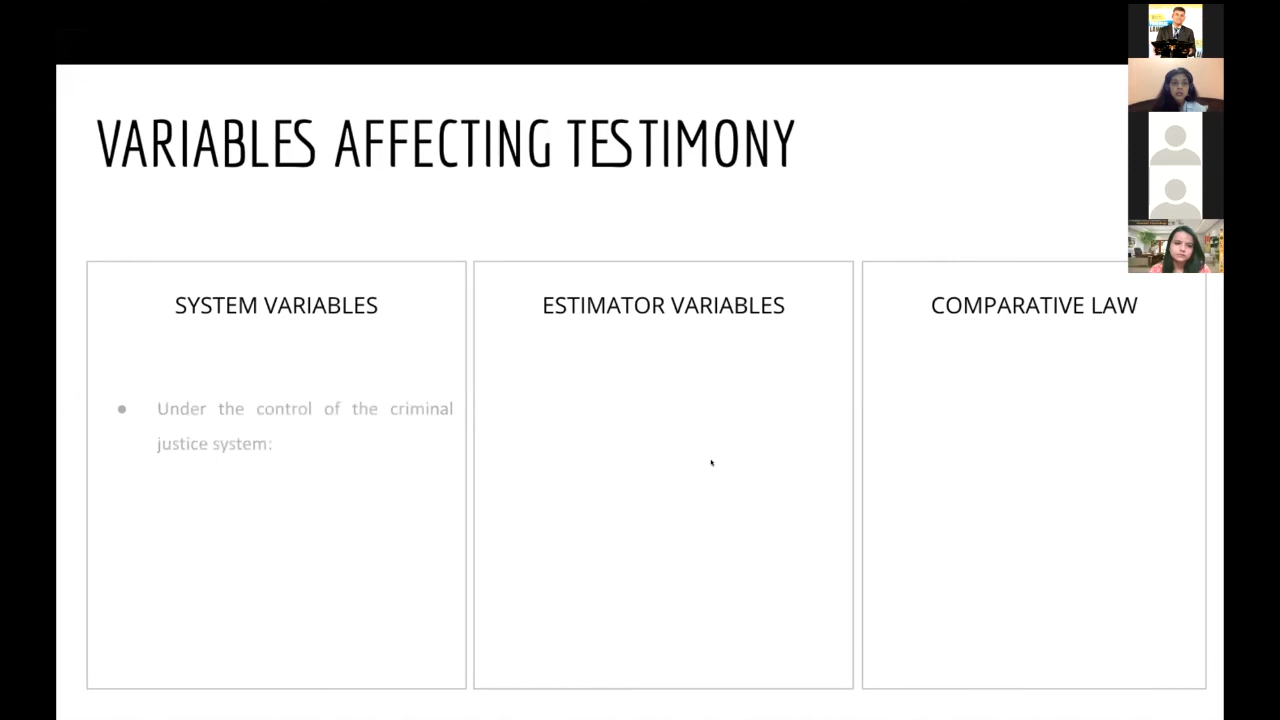 VARIABLES AFFECTING TESTIMONY
SYSTEM VARIABLES
ESTIMATOR VARIABLES
COMPARATIVE LAW
● Under the control of the criminal
justice system: